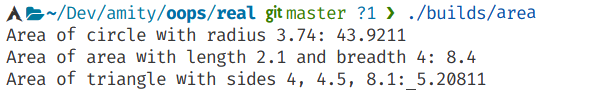 ~/Dev/amity/oops/real git master ?1 ❯ ./builds/area
Area of circle with radius 3.74: 43.9211
Area of area with length 2.1 and breadth 4: 8.4
Area of triangle with sides 4, 4.5, 8.1:_5.20811